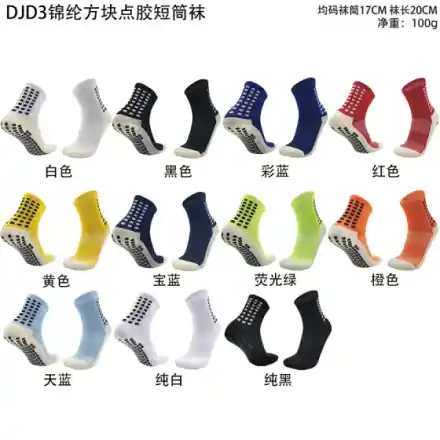 DJD3锦纶方块点胶短筒袜
均码袜筒17CM 袜长20CM
净重：100g
白色
黑色
彩蓝
红色
黄色
宝蓝
荧光绿
橙色
天蓝
纯白
纯黑